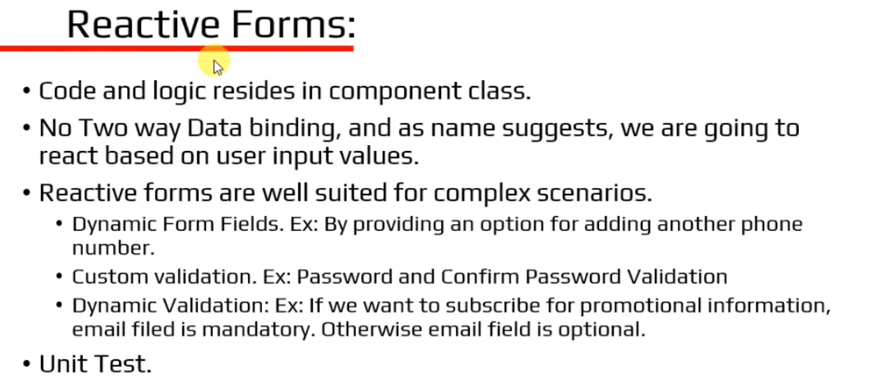 Reactive Forms:
• Code and logic resides in component class.
• No Two way Data binding, and as name suggests, we are going to
react based on user input values.
• Reactive forms are well suited for complex scenarios.
• Dynamic Form Fields. Ex: By providing an option for adding another phone
number.
• Custom validation. Ex: Password and Confirm Password Validation
• Dynamic Validation: Ex: If we want to subscribe for promotional information,
email filed is mandatory. Otherwise email field is optional.
• Unit Test.